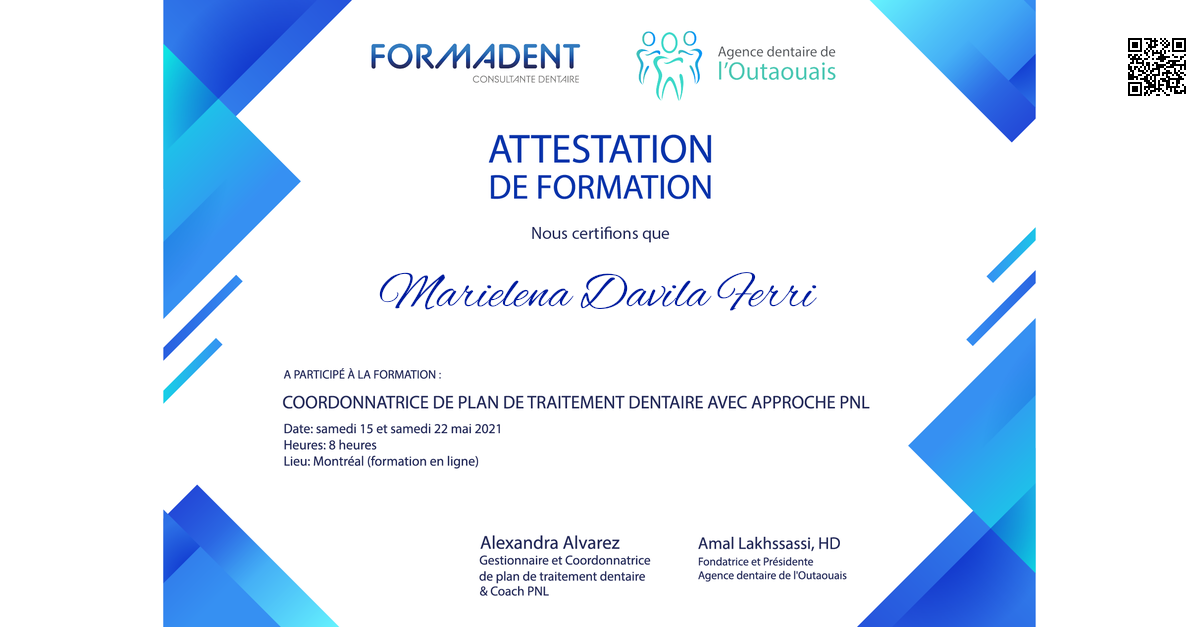 FORMADENT
CONSULTANTE DENTAIRE
Agence dentaire de
l'Outaouais
ATTESTATION
DE FORMATION
Nous certifions que
Marielena Davila Ferri
A PARTICIPÉ À LA FORMATION :
COORDONNATRICE DE PLAN DE TRAITEMENT DENTAIRE AVEC APPROCHE PNL
Date: samedi 15 et samedi 22 mai 2021
Heures: 8 heures
Lieu: Montréal (formation en ligne)
Alexandra Alvarez
Gestionnaire et Coordonnatrice
de plan de traitement dentaire
& Coach PNL
Amal Lakhssassi, HD
Fondatrice et Présidente
Agence dentaire de l'Outaouais